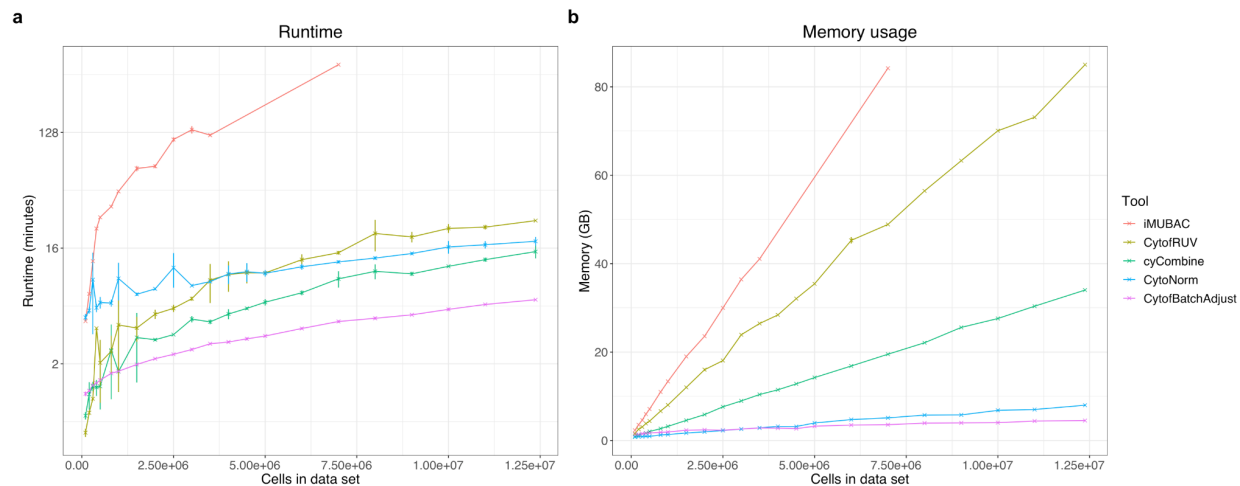 a
Runtime
Runtime (minutes)
128
16
2
0.00
2.50e+06
5.00e+06
7.50e+06
1.00e+07
1.25e+07
Cells in data set
b
Memory usage
Memory (GB)
80
60
40
20
0
0.00
2.50e+06
5.00e+06
7.50e+06
1.00e+07
1.25e+07
Cells in data set
Tool
iMUBAC
CytofRUV
cyCombine
CytoNorm
CytofBatchAdjust